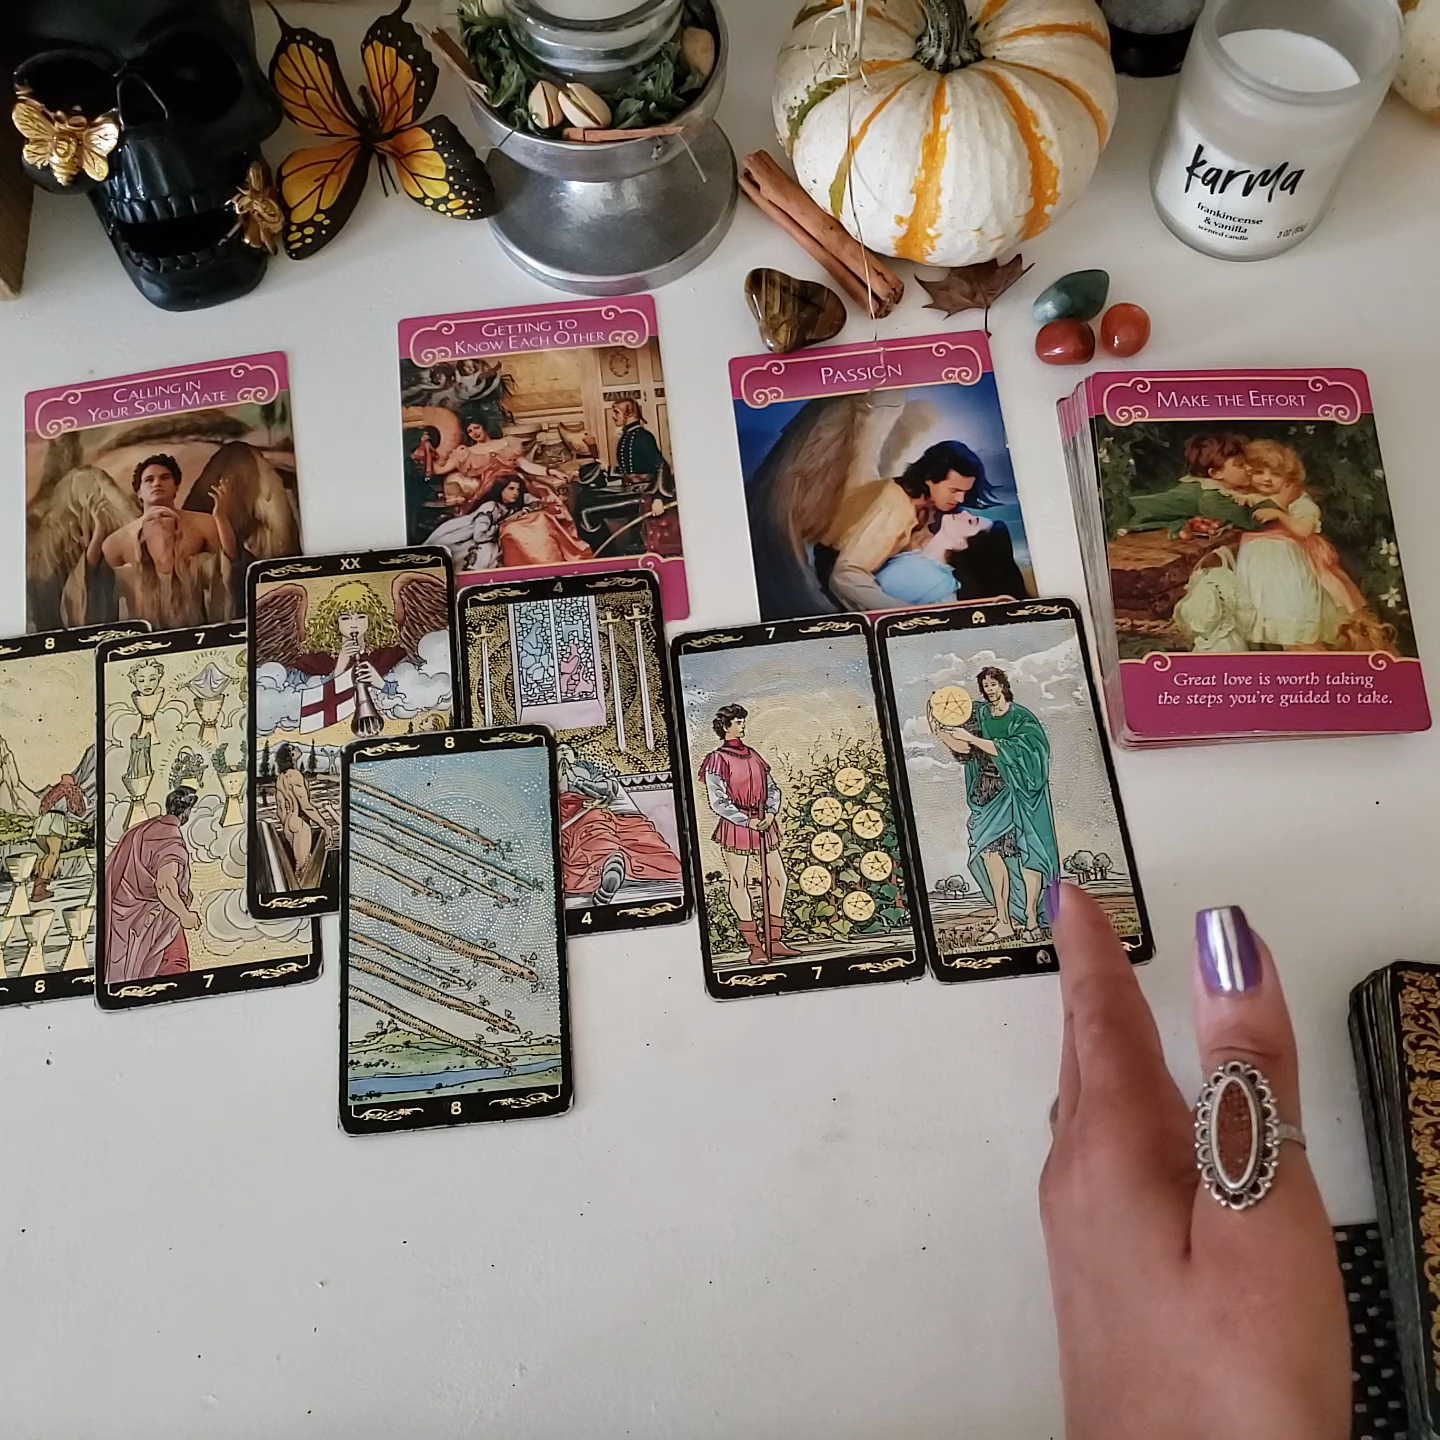 karma
frankincense
& vanilla
scented candle
CALLING IN
YOUR SOUL MATE
GETTING TO
KNOW EACH OTHER
PASSION
MAKE THE EFFORT
Great love is worth taking
the steps you're guided to take.
8
7
XX
4
7
8
8
7
4
7
8